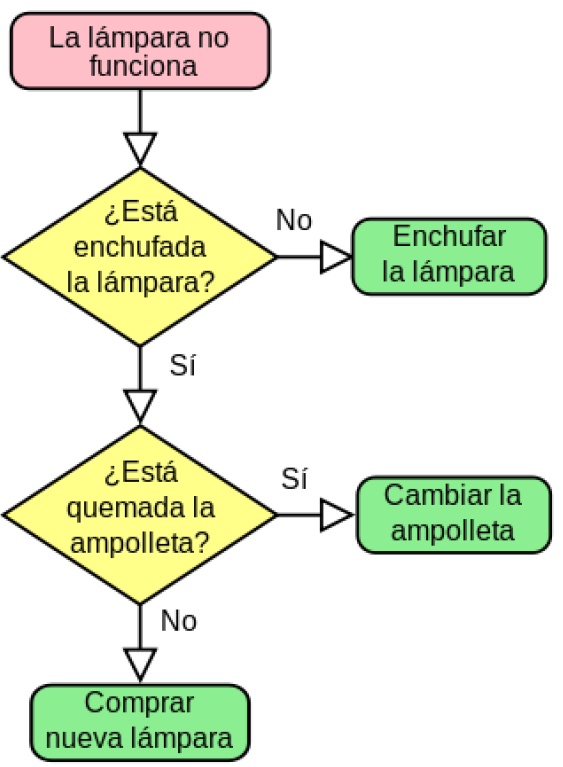 La lámpara no
funciona
¿Está
enchufada
la lámpara?
No
Enchufar
la lámpara
Sí
¿Está
quemada la
ampolleta?
Sí
Cambiar la
ampolleta
No
Comprar
nueva lámpara